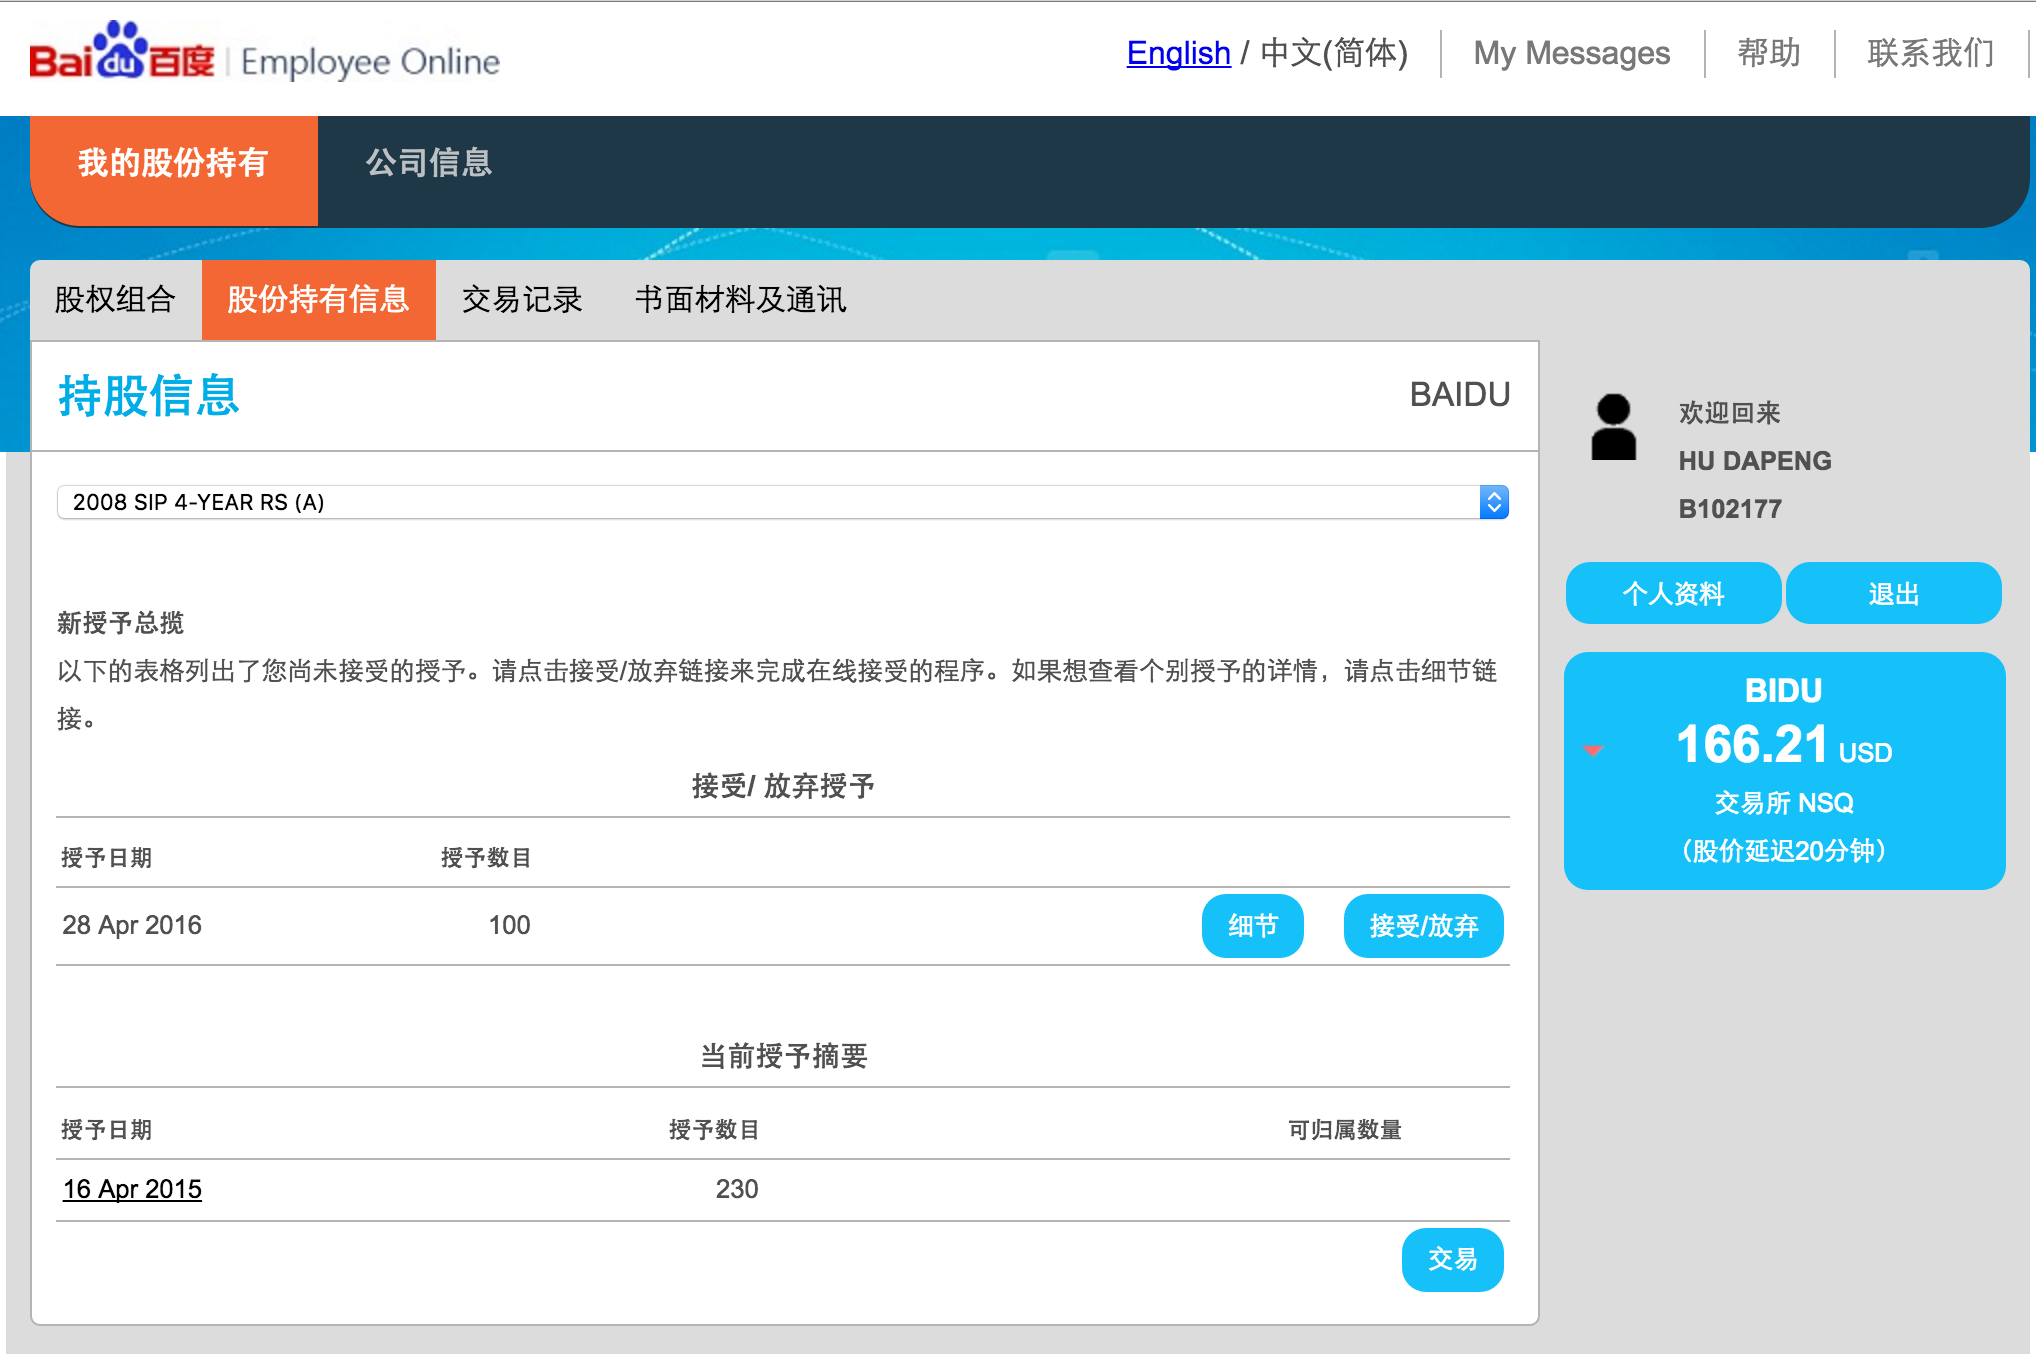 Bai du 百度 | Employee Online
English / 中文(简体)
My Messages
帮助
联系我们
我的股份持有
公司信息
股权组合
股份持有信息
交易记录
书面材料及通讯
持股信息
BAIDU
2008 SIP 4-YEAR RS (A)
新授予总揽
以下的表格列出了您尚未接受的授予。请点击接受/放弃链接来完成在线接受的程序。如果想查看个别授予的详情，请点击细节链
接。
接受/ 放弃授予
授予日期 授予数目
28 Apr 2016 100 细节 接受/放弃
当前授予摘要
授予日期 授予数目 可归属数量
16 Apr 2015 230
交易
欢迎回来
HU DAPENG
B102177
个人资料 退出
BIDU
166.21 USD
交易所 NSQ
（股价延迟20分钟）